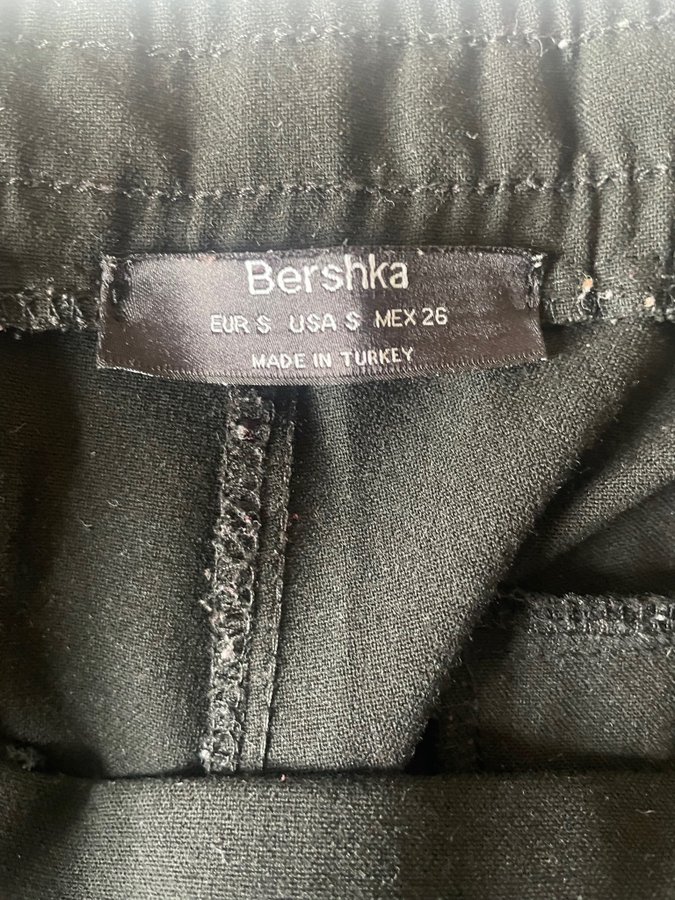 Bershka
EUR S USA S MEX 26
MADE IN TURKEY